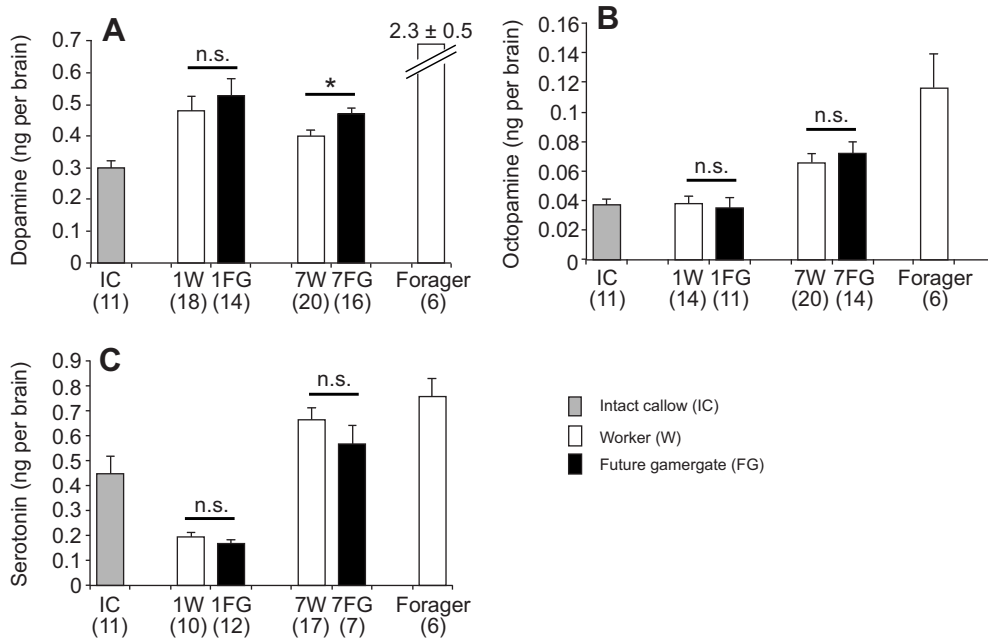 A
Dopamine (ng per brain)
0.7
0.6
0.5
0.4
0.3
0.2
0.1
0
n.s.
*
2.3 ± 0.5
IC 1W 1FG 7W 7FG Forager
(11) (18) (14) (20) (16) (6)
B
Octopamine (ng per brain)
0.16
0.14
0.12
0.10
0.08
0.06
0.04
0.02
0
n.s.
n.s.
IC 1W 1FG 7W 7FG Forager
(11) (14) (11) (20) (14) (6)
C
Serotonin (ng per brain)
0.9
0.8
0.7
0.6
0.5
0.4
0.3
0.2
0.1
0
n.s.
n.s.
IC 1W 1FG 7W 7FG Forager
(11) (10) (12) (17) (7) (6)
Intact callow (IC)
Worker (W)
Future gamergate (FG)